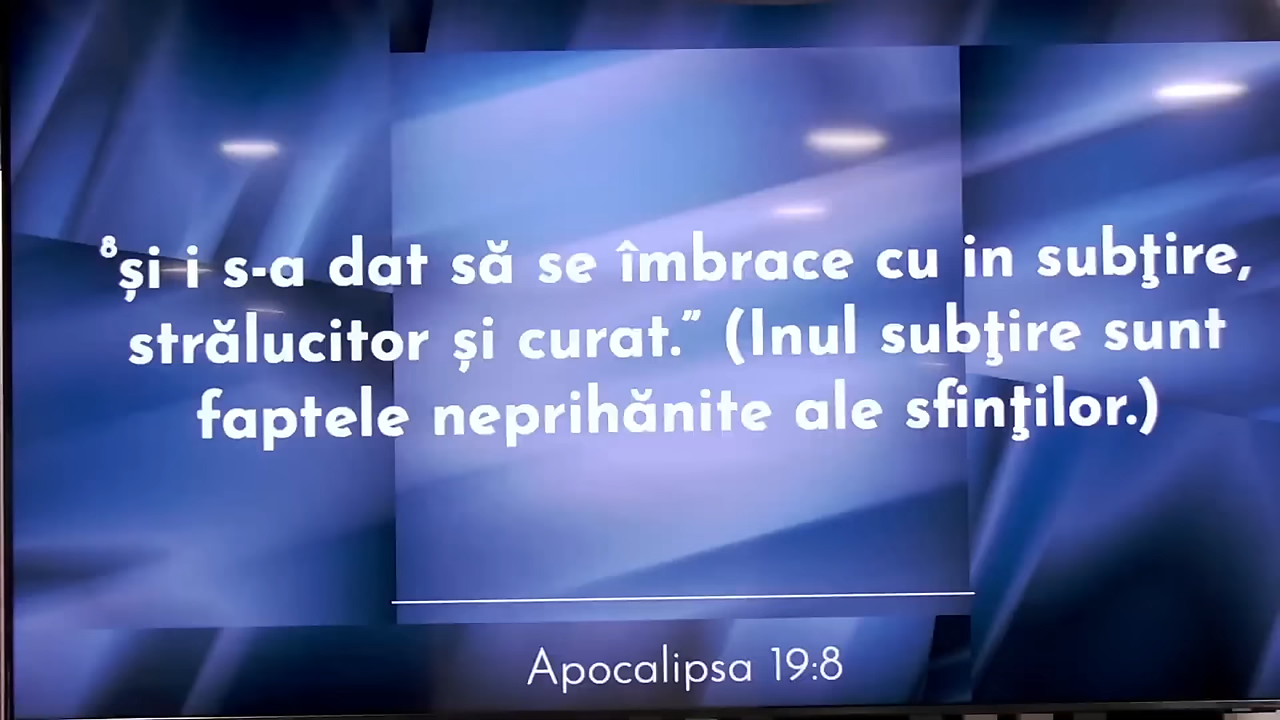 ⁸și i s-a dat să se îmbrace cu in subţire,
strălucitor și curat.” (Inul subţire sunt
faptele neprihănite ale sfinţilor.)
Apocalipsa 19:8